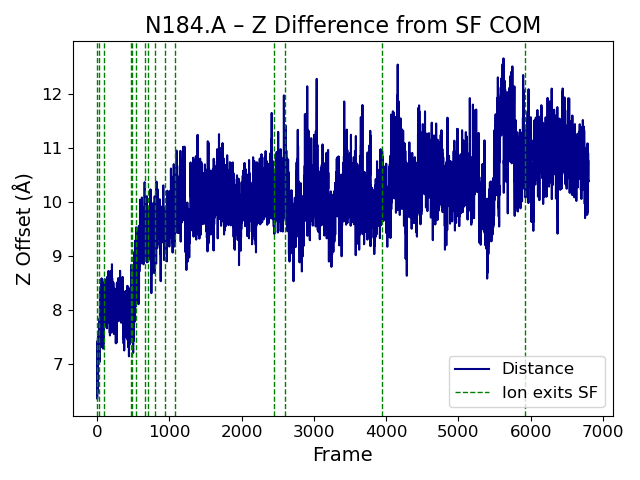 N184.A – Z Difference from SF COM
Z Offset (Å)
12
11
10
9
8
7
0
1000
2000
3000
4000
5000
6000
7000
Frame
Distance
Ion exits SF